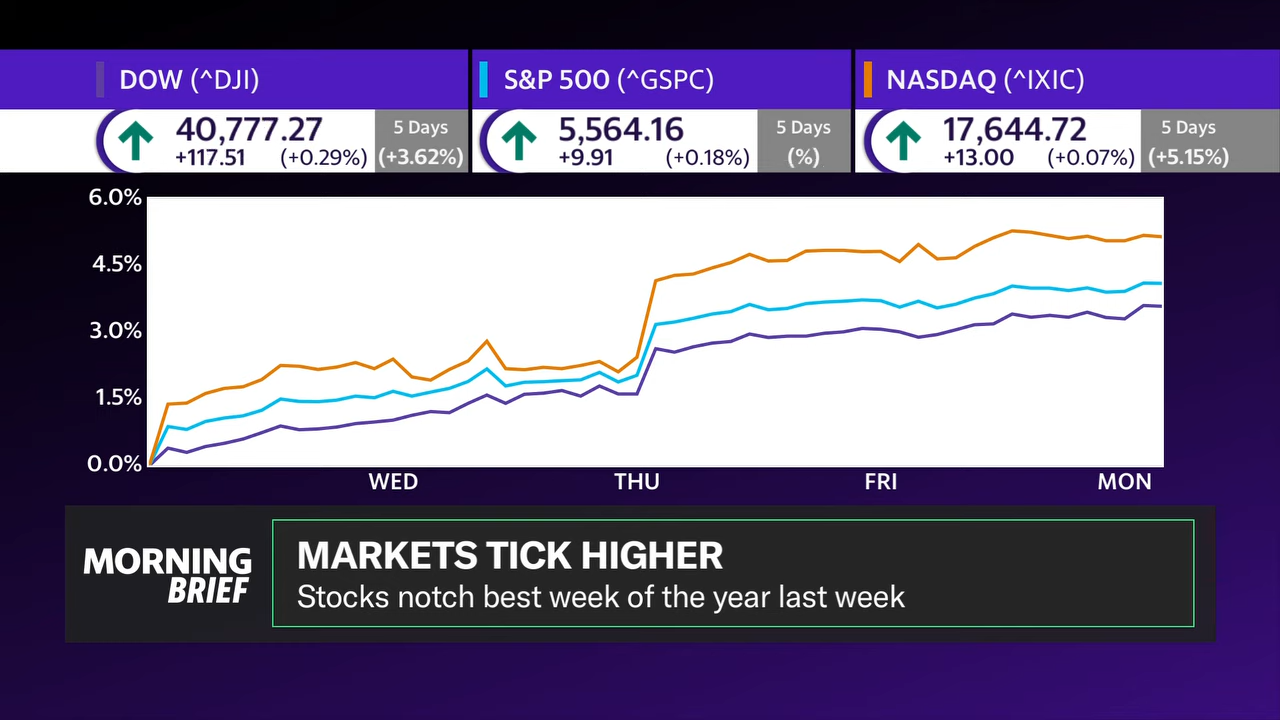 DOW (^DJI)
40,777.27
+117.51 (+0.29%)
5 Days
(+3.62%)
S&P 500 (^GSPC)
5,564.16
+9.91 (+0.18%)
5 Days
(%)
NASDAQ (^IXIC)
17,644.72
+13.00 (+0.07%)
5 Days
(+5.15%)
6.0%
4.5%
3.0%
1.5%
0.0%
WED THU FRI MON
MORNING
BRIEF
MARKETS TICK HIGHER
Stocks notch best week of the year last week